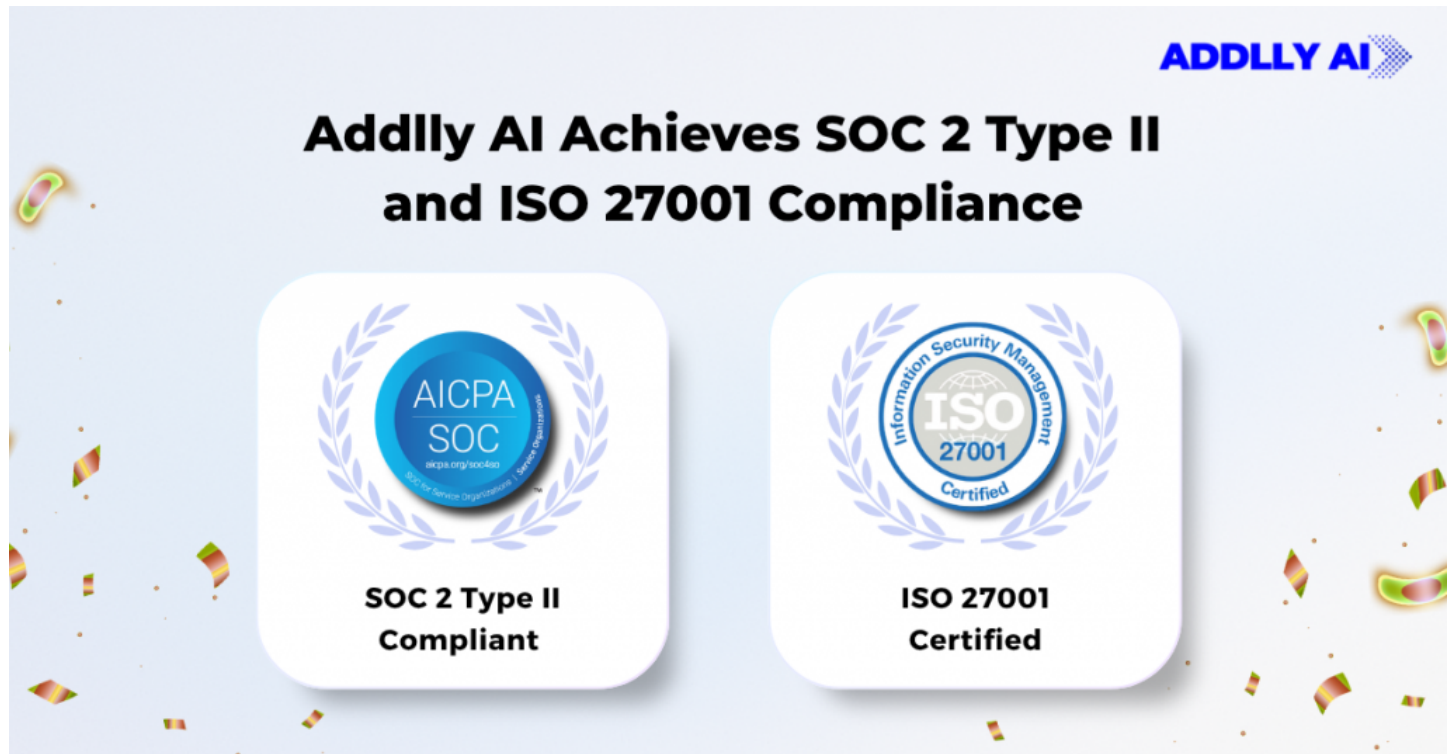 ADDLLY AI
Addlly AI Achieves SOC 2 Type II
and ISO 27001 Compliance
AICPA
SOC
aicpa.org/soc4so
SOC for Service Organizations | Service Organizations
TM
SOC 2 Type II
Compliant
Information Security Management
ISO
27001
Certified
ISO 27001
Certified